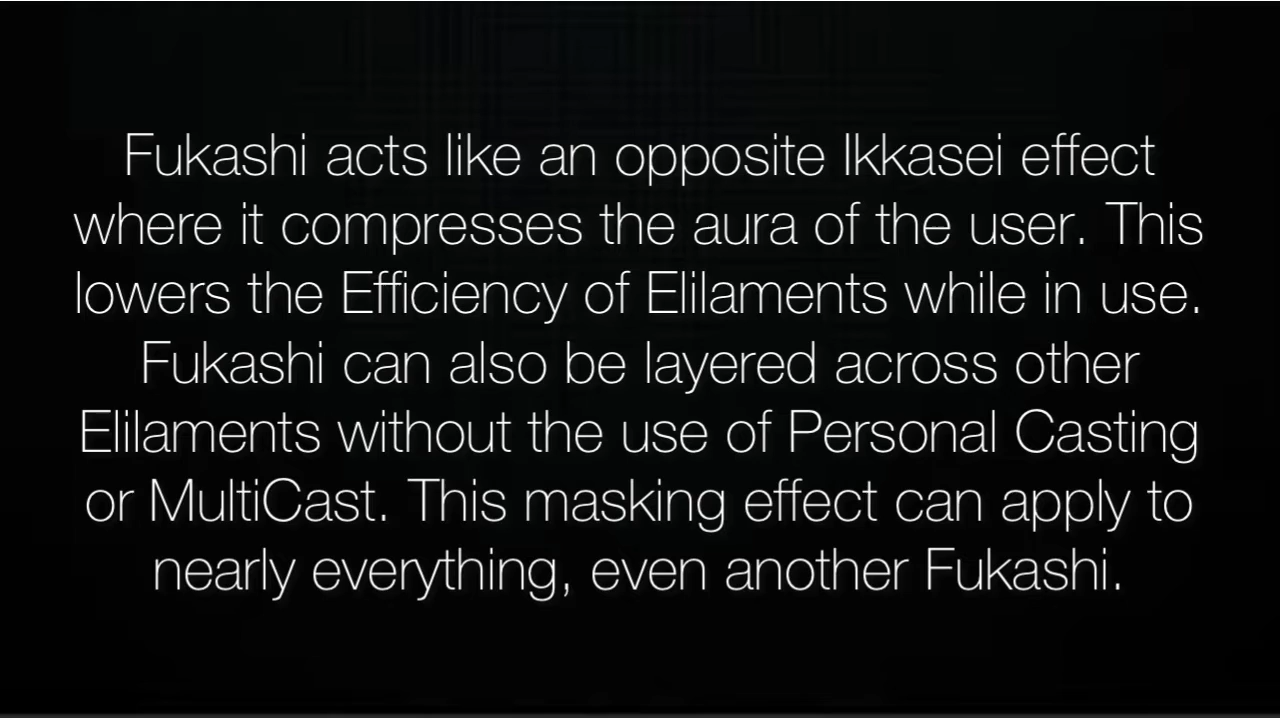 Fukashi acts like an opposite Ikkasei effect
where it compresses the aura of the user. This
lowers the Efficiency of Elilaments while in use.
Fukashi can also be layered across other
Elilaments without the use of Personal Casting
or MultiCast. This masking effect can apply to
nearly everything, even another Fukashi.